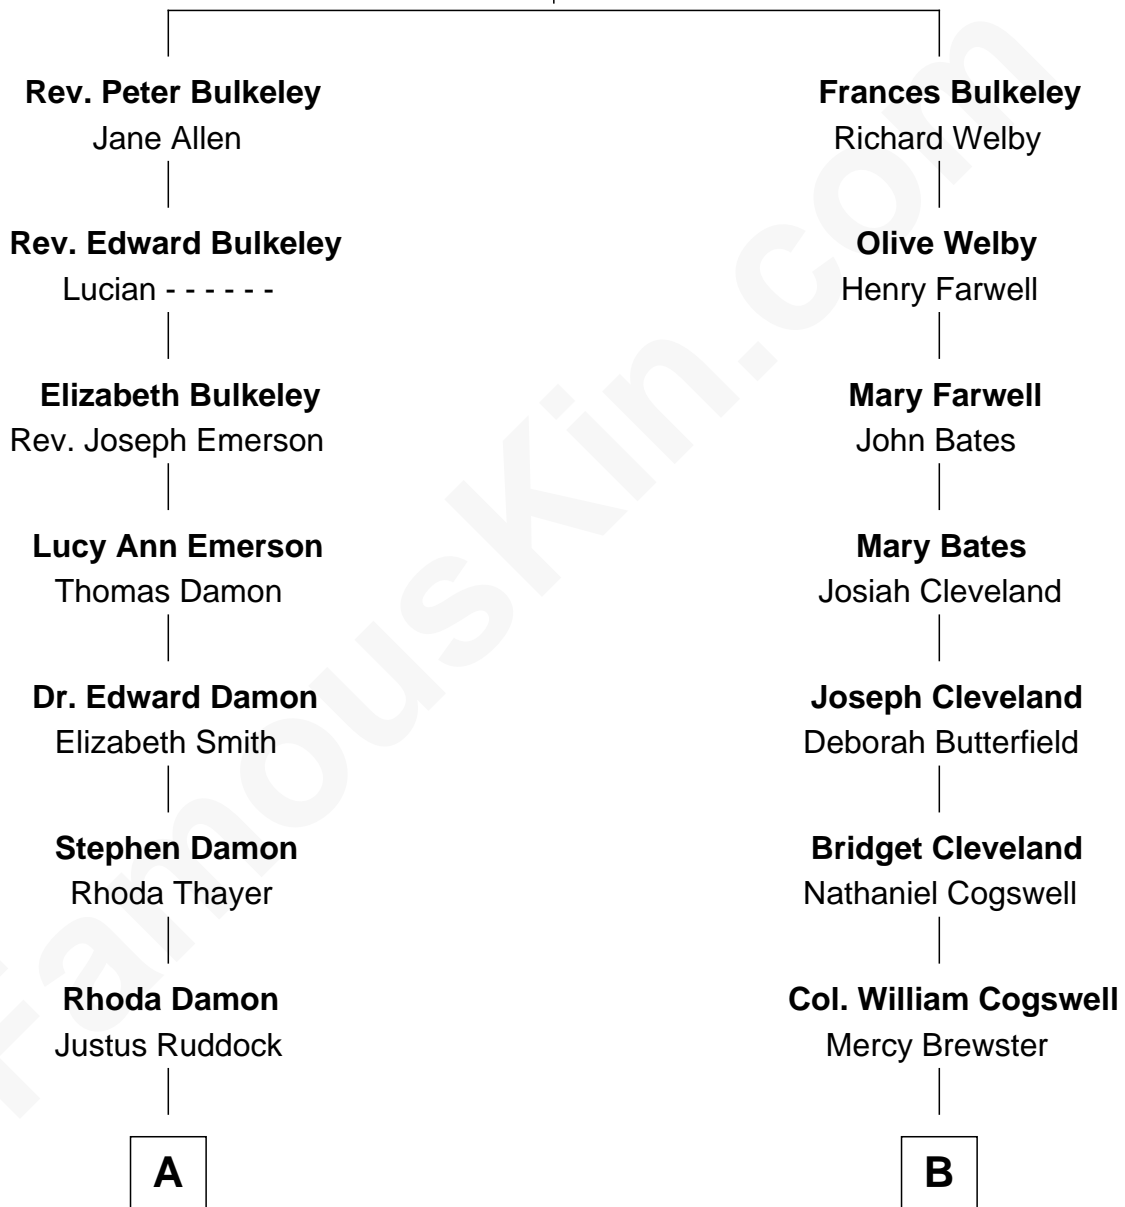 Rev. Peter Bulkeley
Jane Allen
Rev. Edward Bulkeley
Lucian - - - - - -
Elizabeth Bulkeley
Rev. Joseph Emerson
Lucy Ann Emerson
Thomas Damon
Dr. Edward Damon
Elizabeth Smith
Stephen Damon
Rhoda Thayer
Rhoda Damon
Justus Ruddock
A
Frances Bulkeley
Richard Welby
Olive Welby
Henry Farwell
Mary Farwell
John Bates
Mary Bates
Josiah Cleveland
Joseph Cleveland
Deborah Butterfield
Bridget Cleveland
Nathaniel Cogswell
Col. William Cogswell
Mercy Brewster
B
FamousKin.com